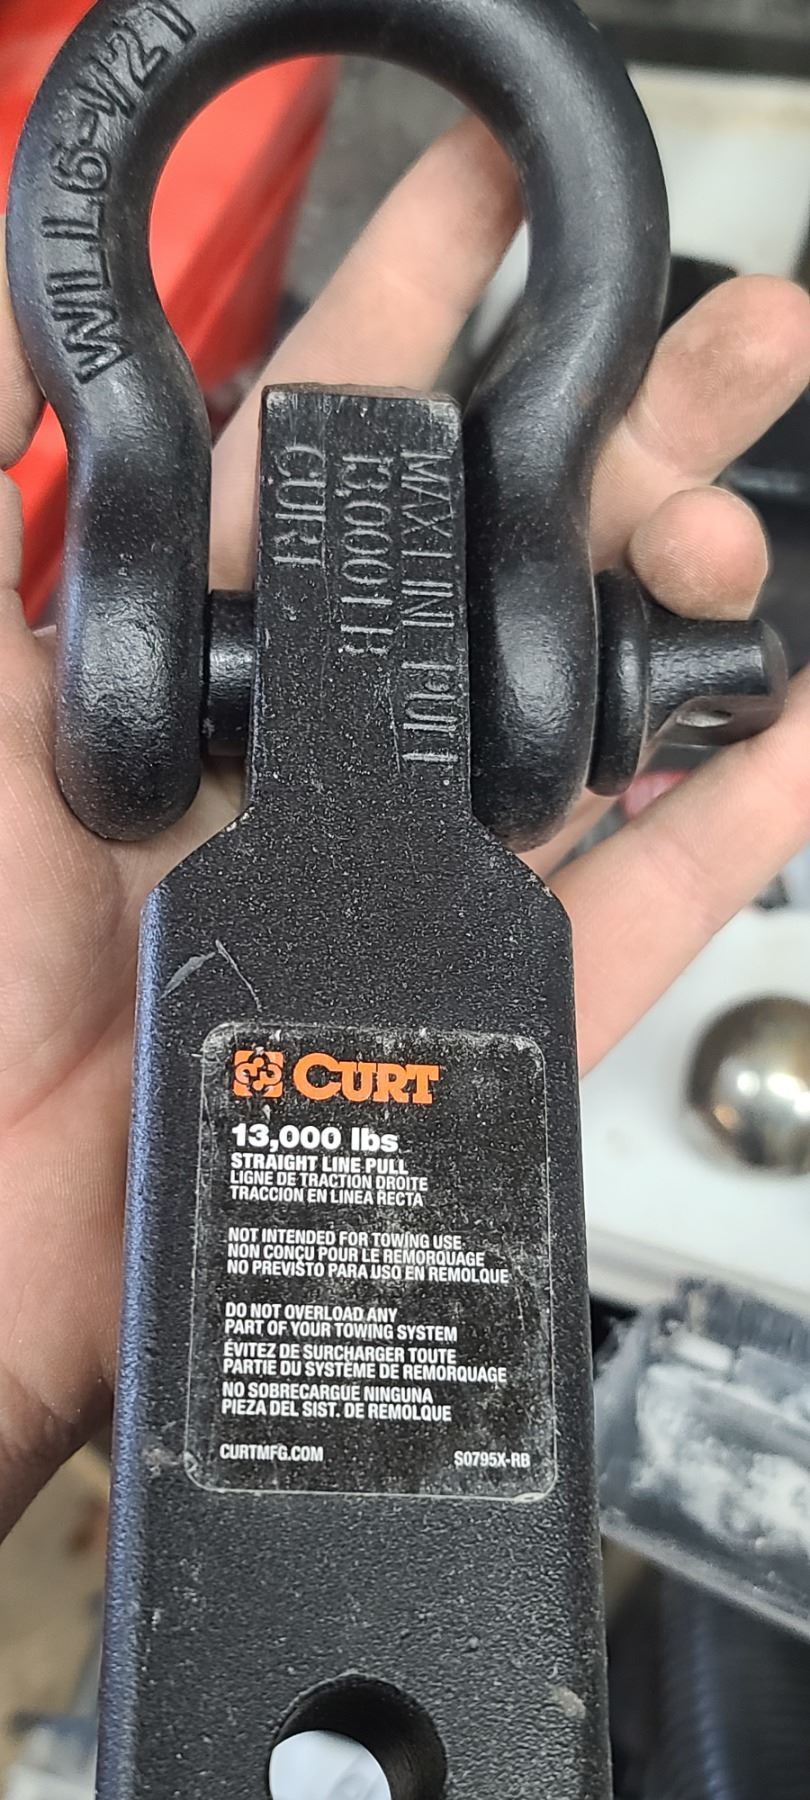 WLL6-1/2T
MAX LINE PULL
13,000 LB
CURT
CURT
13,000 lbs
STRAIGHT LINE PULL
LIGNE DE TRACTION DROITE
TRACCION EN LINEA RECTA
NOT INTENDED FOR TOWING USE
NON CONÇU POUR LE REMORQUAGE
NO PREVISTO PARA USO EN REMOLQUE
DO NOT OVERLOAD ANY
PART OF YOUR TOWING SYSTEM
ÉVITEZ DE SURCHARGER TOUTE
PARTIE DU SYSTÈME DE REMORQUAGE
NO SOBRECARGUE NINGUNA
PIEZA DEL SIST. DE REMOLQUE
CURTMFG.COM
S0795X-RB